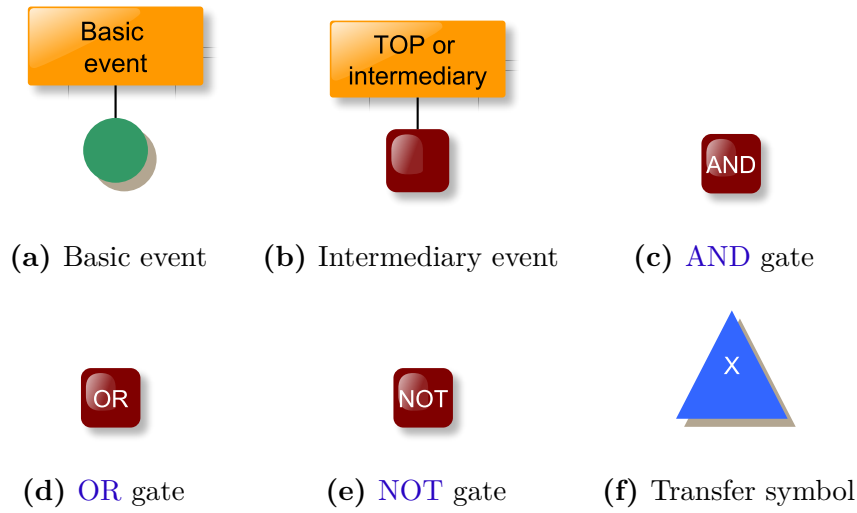 Basic
event
TOP or
intermediary
AND
(a) Basic event
(b) Intermediary event
(c) AND gate
OR
NOT
X
(d) OR gate
(e) NOT gate
(f) Transfer symbol